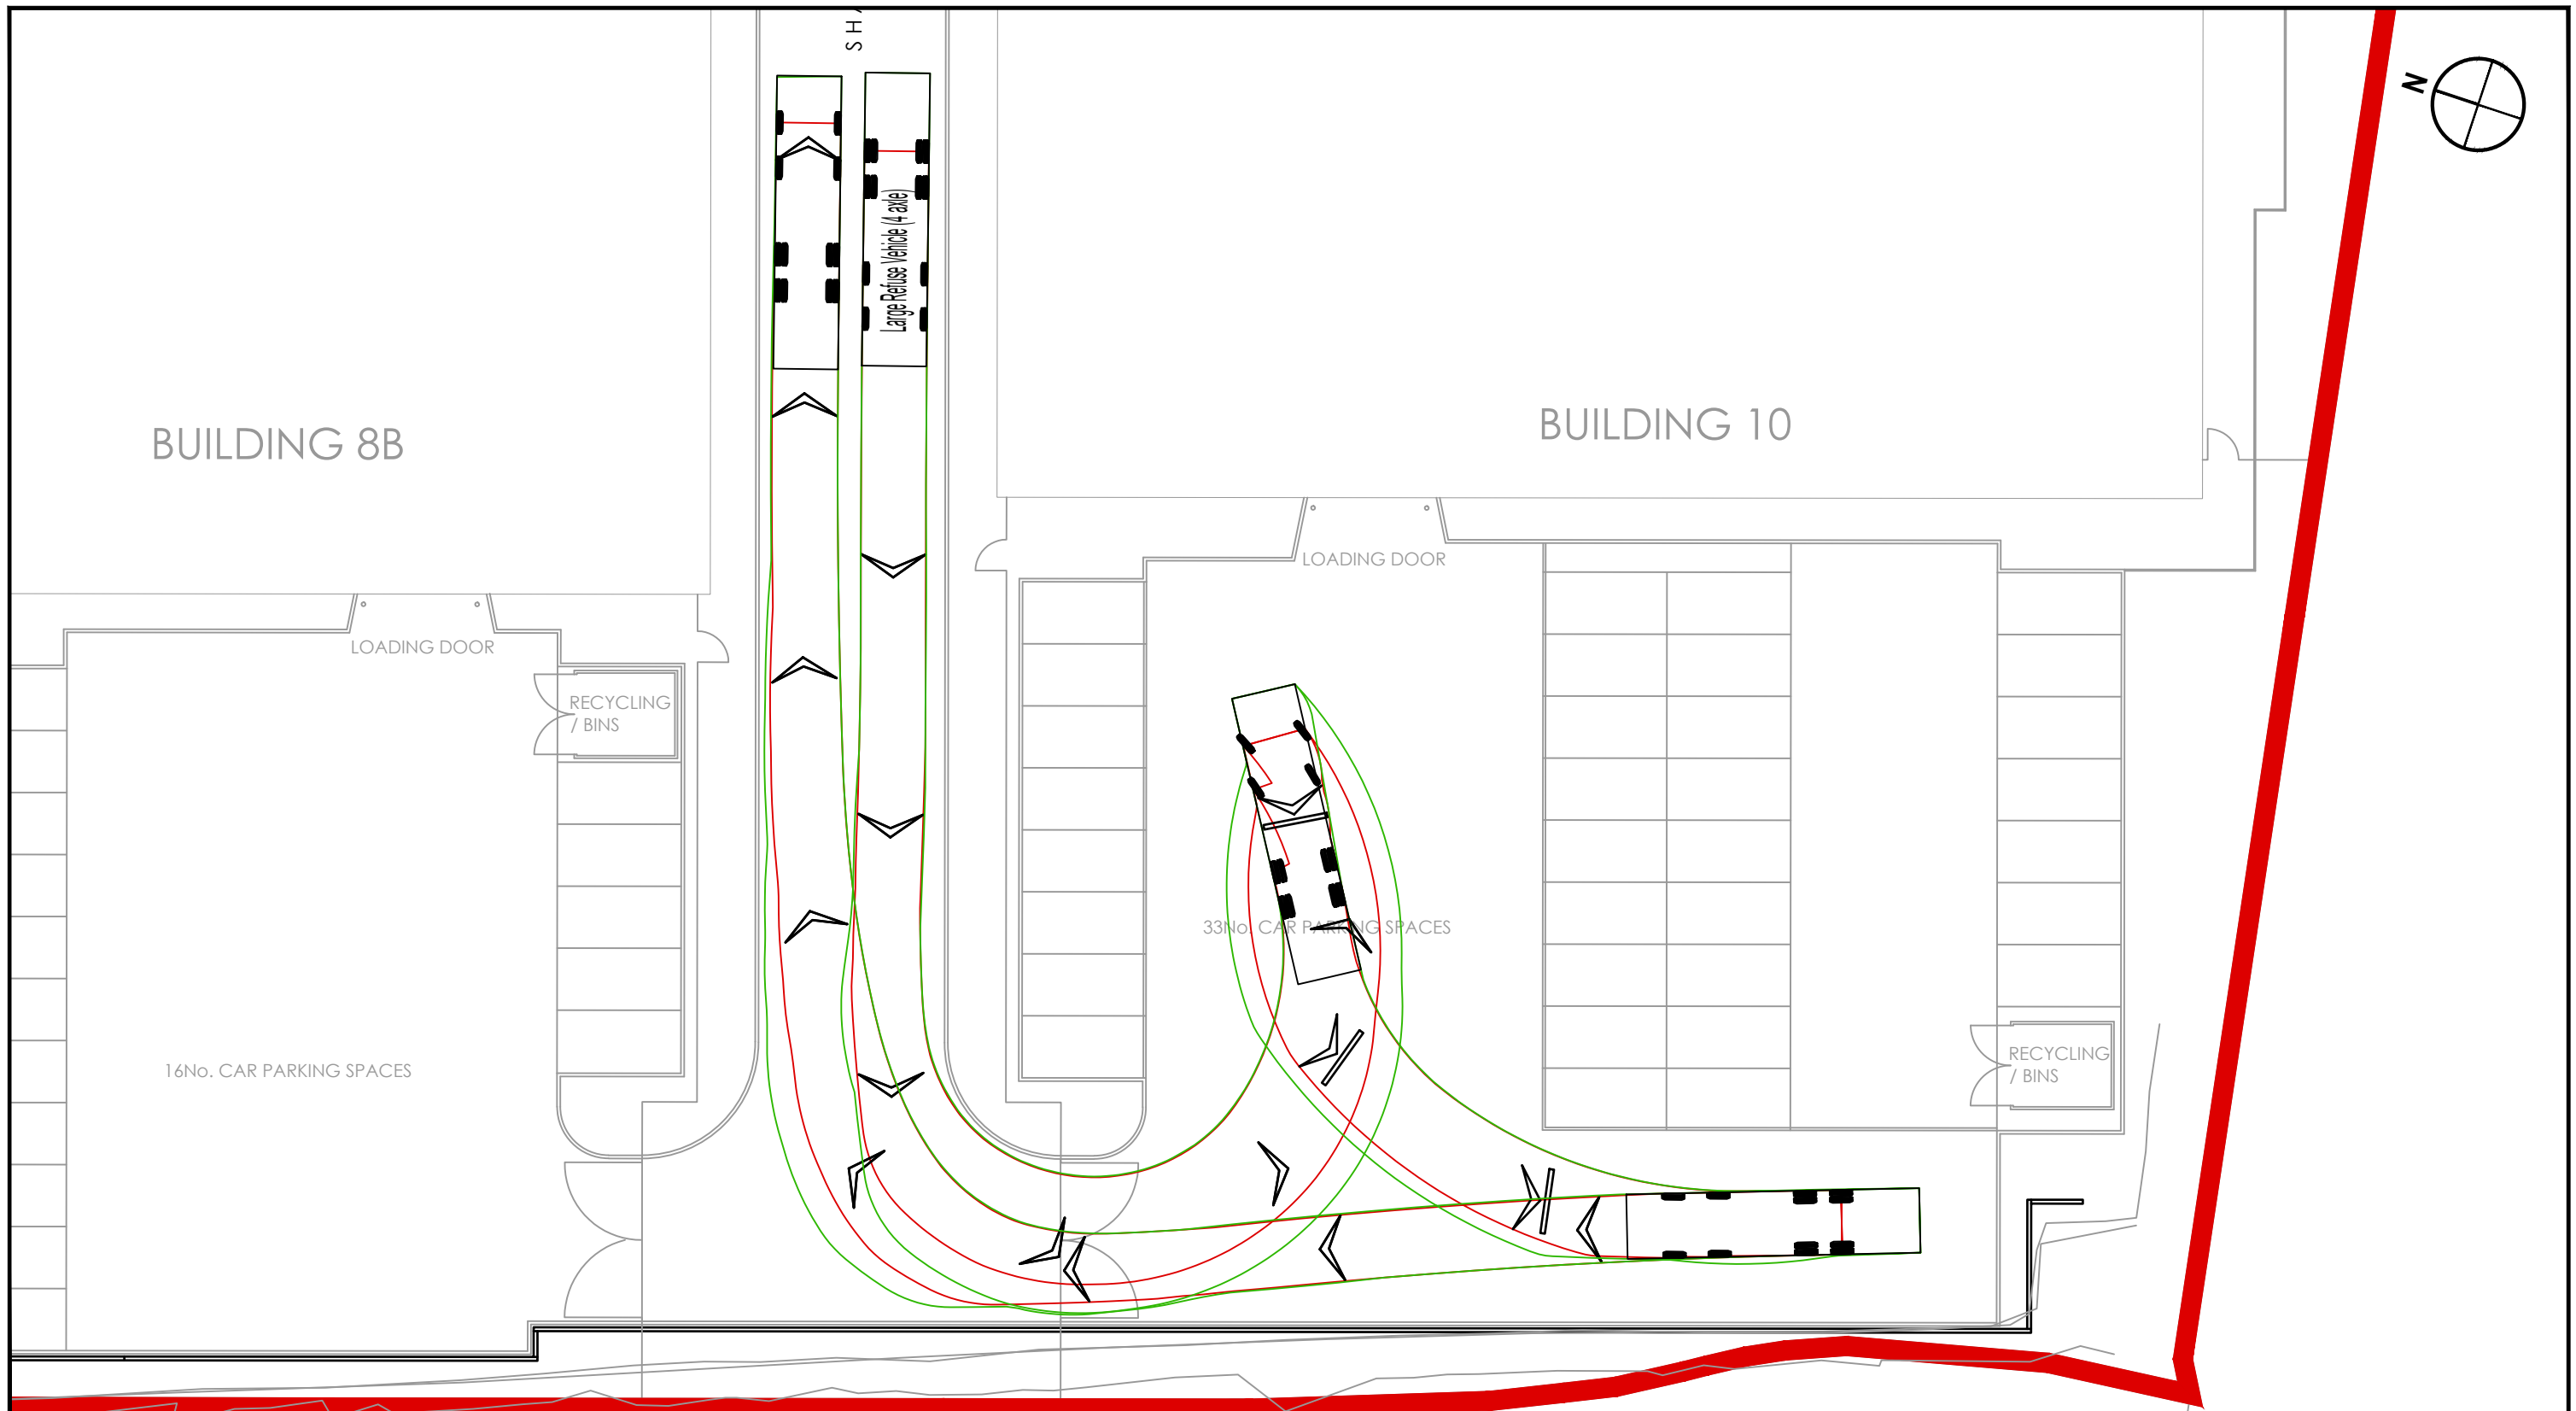 SH
N
Large Refuse Vehicle (4 axle)
BUILDING 8B
BUILDING 10
LOADING DOOR
LOADING DOOR
RECYCLING
/ BINS
33No. CAR PARKING SPACES
16No. CAR PARKING SPACES
RECYCLING
/ BINS